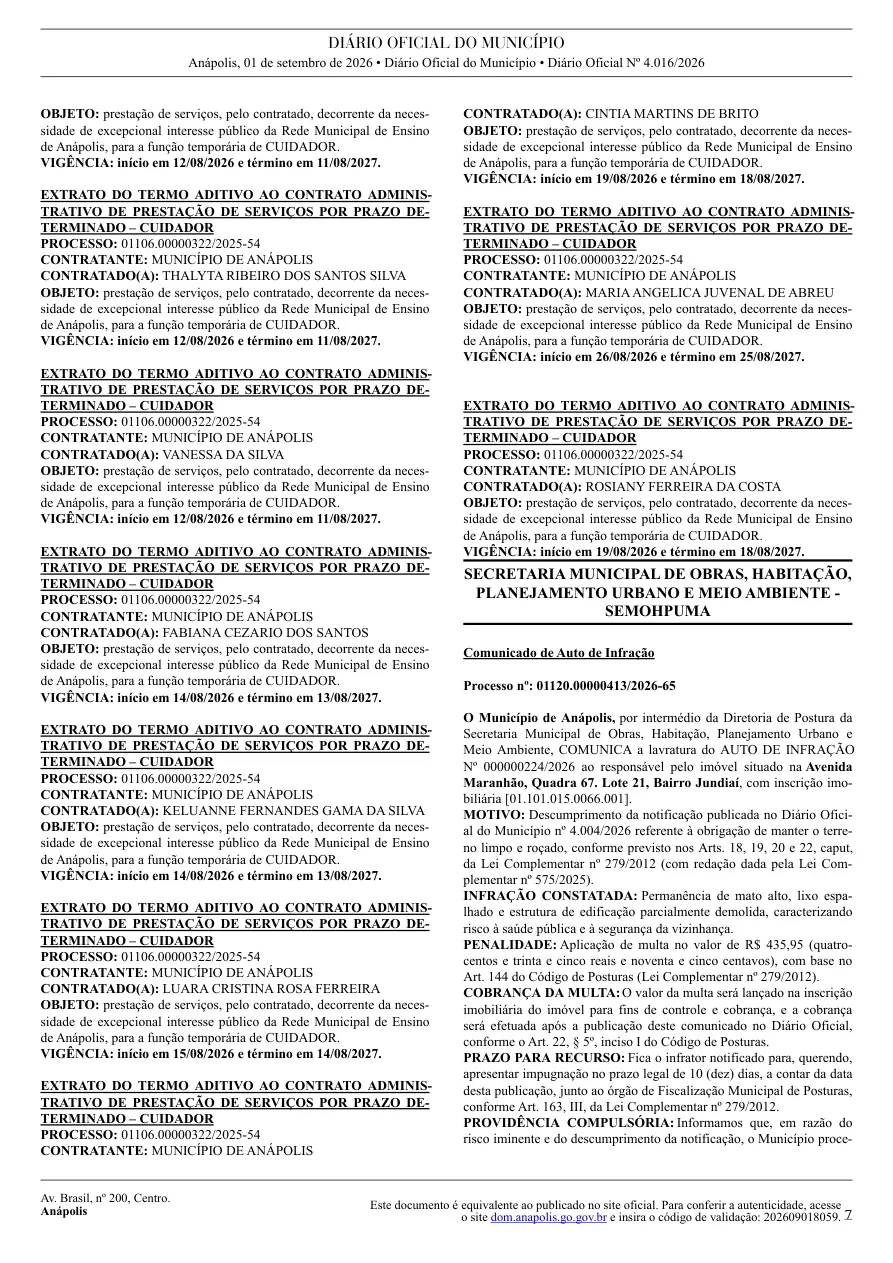 DIÁRIO OFICIAL DO MUNICÍPIO
Anápolis, 01 de setembro de 2026 • Diário Oficial do Município • Diário Oficial Nº 4.016/2026
OBJETO: prestação de serviços, pelo contratado, decorrente da neces-
sidade de excepcional interesse público da Rede Municipal de Ensino
de Anápolis, para a função temporária de CUIDADOR.
VIGÊNCIA: início em 12/08/2026 e término em 11/08/2027.
EXTRATO DO TERMO ADITIVO AO CONTRATO ADMINIS-
TRATIVO DE PRESTAÇÃO DE SERVIÇOS POR PRAZO DE-
TERMINADO – CUIDADOR
PROCESSO: 01106.00000322/2025-54
CONTRATANTE: MUNICÍPIO DE ANÁPOLIS
CONTRATADO(A): THALYTA RIBEIRO DOS SANTOS SILVA
OBJETO: prestação de serviços, pelo contratado, decorrente da neces-
sidade de excepcional interesse público da Rede Municipal de Ensino
de Anápolis, para a função temporária de CUIDADOR.
VIGÊNCIA: início em 12/08/2026 e término em 11/08/2027.
EXTRATO DO TERMO ADITIVO AO CONTRATO ADMINIS-
TRATIVO DE PRESTAÇÃO DE SERVIÇOS POR PRAZO DE-
TERMINADO – CUIDADOR
PROCESSO: 01106.00000322/2025-54
CONTRATANTE: MUNICÍPIO DE ANÁPOLIS
CONTRATADO(A): VANESSA DA SILVA
OBJETO: prestação de serviços, pelo contratado, decorrente da neces-
sidade de excepcional interesse público da Rede Municipal de Ensino
de Anápolis, para a função temporária de CUIDADOR.
VIGÊNCIA: início em 12/08/2026 e término em 11/08/2027.
EXTRATO DO TERMO ADITIVO AO CONTRATO ADMINIS-
TRATIVO DE PRESTAÇÃO DE SERVIÇOS POR PRAZO DE-
TERMINADO – CUIDADOR
PROCESSO: 01106.00000322/2025-54
CONTRATANTE: MUNICÍPIO DE ANÁPOLIS
CONTRATADO(A): FABIANA CEZARIO DOS SANTOS
OBJETO: prestação de serviços, pelo contratado, decorrente da neces-
sidade de excepcional interesse público da Rede Municipal de Ensino
de Anápolis, para a função temporária de CUIDADOR.
VIGÊNCIA: início em 14/08/2026 e término em 13/08/2027.
EXTRATO DO TERMO ADITIVO AO CONTRATO ADMINIS-
TRATIVO DE PRESTAÇÃO DE SERVIÇOS POR PRAZO DE-
TERMINADO – CUIDADOR
PROCESSO: 01106.00000322/2025-54
CONTRATANTE: MUNICÍPIO DE ANÁPOLIS
CONTRATADO(A): KELUANNE FERNANDES GAMA DA SILVA
OBJETO: prestação de serviços, pelo contratado, decorrente da neces-
sidade de excepcional interesse público da Rede Municipal de Ensino
de Anápolis, para a função temporária de CUIDADOR.
VIGÊNCIA: início em 14/08/2026 e término em 13/08/2027.
EXTRATO DO TERMO ADITIVO AO CONTRATO ADMINIS-
TRATIVO DE PRESTAÇÃO DE SERVIÇOS POR PRAZO DE-
TERMINADO – CUIDADOR
PROCESSO: 01106.00000322/2025-54
CONTRATANTE: MUNICÍPIO DE ANÁPOLIS
CONTRATADO(A): LUARA CRISTINA ROSA FERREIRA
OBJETO: prestação de serviços, pelo contratado, decorrente da neces-
sidade de excepcional interesse público da Rede Municipal de Ensino
de Anápolis, para a função temporária de CUIDADOR.
VIGÊNCIA: início em 15/08/2026 e término em 14/08/2027.
EXTRATO DO TERMO ADITIVO AO CONTRATO ADMINIS-
TRATIVO DE PRESTAÇÃO DE SERVIÇOS POR PRAZO DE-
TERMINADO – CUIDADOR
PROCESSO: 01106.00000322/2025-54
CONTRATANTE: MUNICÍPIO DE ANÁPOLIS
CONTRATADO(A): CINTIA MARTINS DE BRITO
OBJETO: prestação de serviços, pelo contratado, decorrente da neces-
sidade de excepcional interesse público da Rede Municipal de Ensino
de Anápolis, para a função temporária de CUIDADOR.
VIGÊNCIA: início em 19/08/2026 e término em 18/08/2027.
EXTRATO DO TERMO ADITIVO AO CONTRATO ADMINIS-
TRATIVO DE PRESTAÇÃO DE SERVIÇOS POR PRAZO DE-
TERMINADO – CUIDADOR
PROCESSO: 01106.00000322/2025-54
CONTRATANTE: MUNICÍPIO DE ANÁPOLIS
CONTRATADO(A): MARIA ANGELICA JUVENAL DE ABREU
OBJETO: prestação de serviços, pelo contratado, decorrente da neces-
sidade de excepcional interesse público da Rede Municipal de Ensino
de Anápolis, para a função temporária de CUIDADOR.
VIGÊNCIA: início em 26/08/2026 e término em 25/08/2027.
EXTRATO DO TERMO ADITIVO AO CONTRATO ADMINIS-
TRATIVO DE PRESTAÇÃO DE SERVIÇOS POR PRAZO DE-
TERMINADO – CUIDADOR
PROCESSO: 01106.00000322/2025-54
CONTRATANTE: MUNICÍPIO DE ANÁPOLIS
CONTRATADO(A): ROSIANY FERREIRA DA COSTA
OBJETO: prestação de serviços, pelo contratado, decorrente da neces-
sidade de excepcional interesse público da Rede Municipal de Ensino
de Anápolis, para a função temporária de CUIDADOR.
VIGÊNCIA: início em 19/08/2026 e término em 18/08/2027.
SECRETARIA MUNICIPAL DE OBRAS, HABITAÇÃO,
PLANEJAMENTO URBANO E MEIO AMBIENTE -
SEMOHPUMA
Comunicado de Auto de Infração
Processo nº: 01120.00000413/2026-65
O Município de Anápolis, por intermédio da Diretoria de Postura da
Secretaria Municipal de Obras, Habitação, Planejamento Urbano e
Meio Ambiente, COMUNICA a lavratura do AUTO DE INFRAÇÃO
Nº 000000224/2026 ao responsável pelo imóvel situado na Avenida
Maranhão, Quadra 67. Lote 21, Bairro Jundiaí, com inscrição imo-
biliária [01.101.015.0066.001].
MOTIVO: Descumprimento da notificação publicada no Diário Ofici-
al do Município nº 4.004/2026 referente à obrigação de manter o terre-
no limpo e roçado, conforme previsto nos Arts. 18, 19, 20 e 22, caput,
da Lei Complementar nº 279/2012 (com redação dada pela Lei Com-
plementar nº 575/2025).
INFRAÇÃO CONSTATADA: Permanência de mato alto, lixo espa-
lhado e estrutura de edificação parcialmente demolida, caracterizando
risco à saúde pública e à segurança da vizinhança.
PENALIDADE: Aplicação de multa no valor de R$ 435,95 (quatro-
centos e trinta e cinco reais e noventa e cinco centavos), com base no
Art. 144 do Código de Posturas (Lei Complementar nº 279/2012).
COBRANÇA DA MULTA: O valor da multa será lançado na inscrição
imobiliária do imóvel para fins de controle e cobrança, e a cobrança
será efetuada após a publicação deste comunicado no Diário Oficial,
conforme o Art. 22, § 5º, inciso I do Código de Posturas.
PRAZO PARA RECURSO: Fica o infrator notificado para, querendo,
apresentar impugnação no prazo legal de 10 (dez) dias, a contar da data
desta publicação, junto ao órgão de Fiscalização Municipal de Posturas,
conforme Art. 163, III, da Lei Complementar nº 279/2012.
PROVIDÊNCIA COMPULSÓRIA: Informamos que, em razão do
risco iminente e do descumprimento da notificação, o Município proce-
Av. Brasil, nº 200, Centro.
Anápolis
Este documento é equivalente ao publicado no site oficial. Para conferir a autenticidade, acesse
o site dom.anapolis.go.gov.br e insira o código de validação: 202609018059.
7